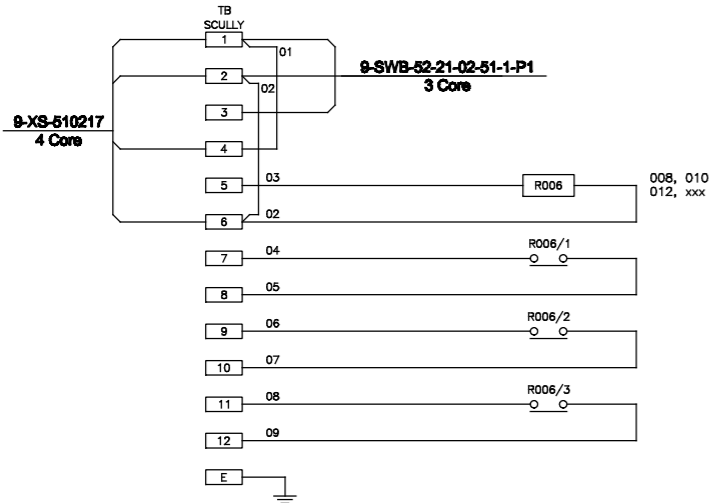 TB
SCULLY
1
01
2
02
9-SWB-52-21-02-51-1-P1
3 Core
3
9-XS-510217
4 Core
4
5
03
R006
008, 010
012, xxx
6
02
7
04
R006/1
8
05
9
06
R006/2
10
07
11
08
R006/3
12
09
E